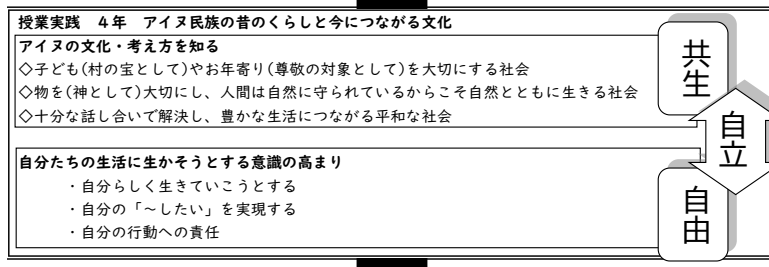 授業実践　4年　アイヌ民族の昔のくらしと今につながる文化
アイヌの文化・考え方を知る
◇子ども(村の宝として)やお年寄り(尊敬の対象として)を大切にする社会
◇物を(神として)大切にし、人間は自然に守られているからこそ自然とともに生きる社会
◇十分な話し合いで解決し、豊かな生活につながる平和な社会
共生
自立
自分たちの生活に生かそうとする意識の高まり
・自分らしく生きていこうとする
・自分の「～したい」を実現する
・自分の行動への責任
自由